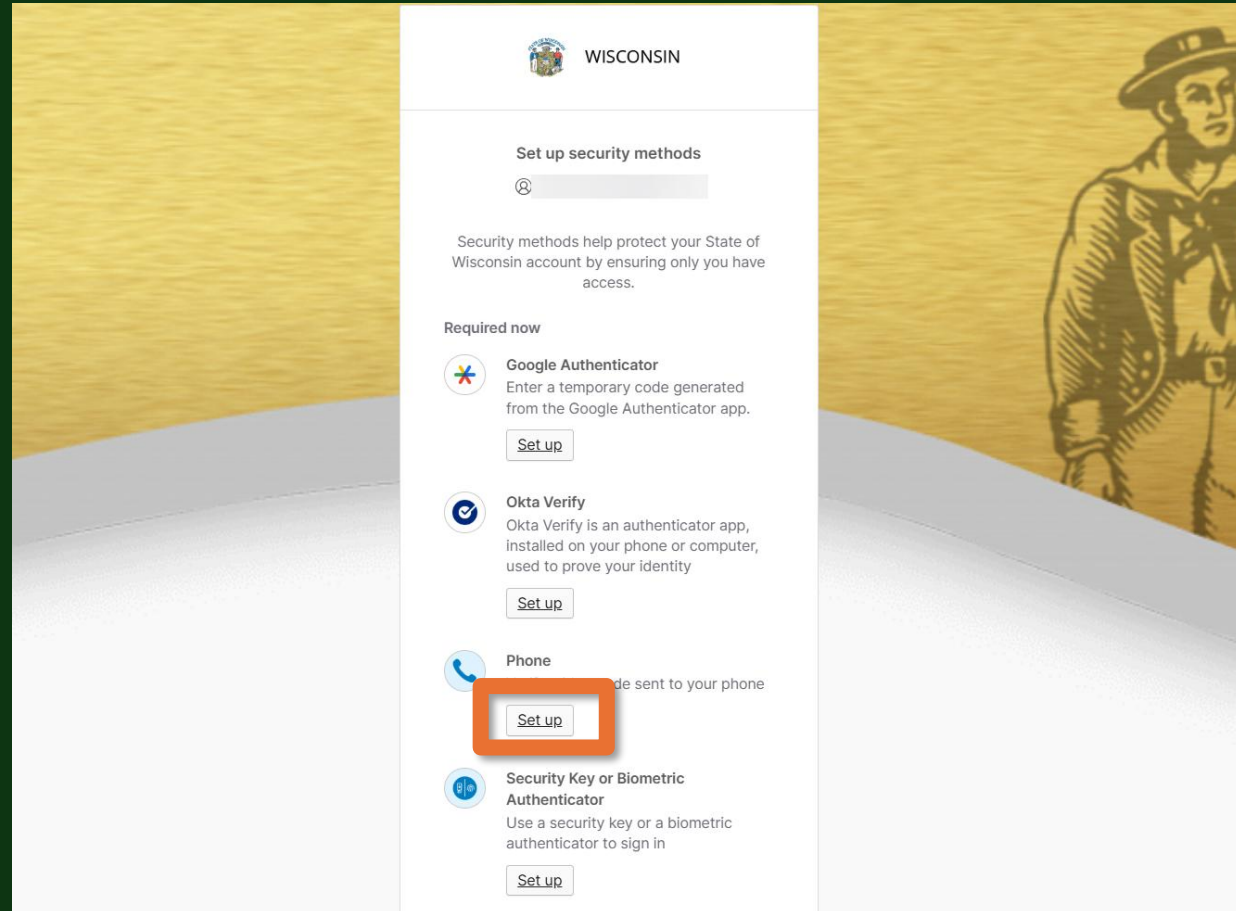 WISCONSIN
Set up security methods
Security methods help protect your State of
Wisconsin account by ensuring only you have
access.
Required now
Google Authenticator
Enter a temporary code generated
from the Google Authenticator app.
Set up
Okta Verify
Okta Verify is an authenticator app,
installed on your phone or computer,
used to prove your identity
Set up
Phone
sent to your phone
Set up
Security Key or Biometric
Authenticator
Use a security key or a biometric
authenticator to sign in
Set up